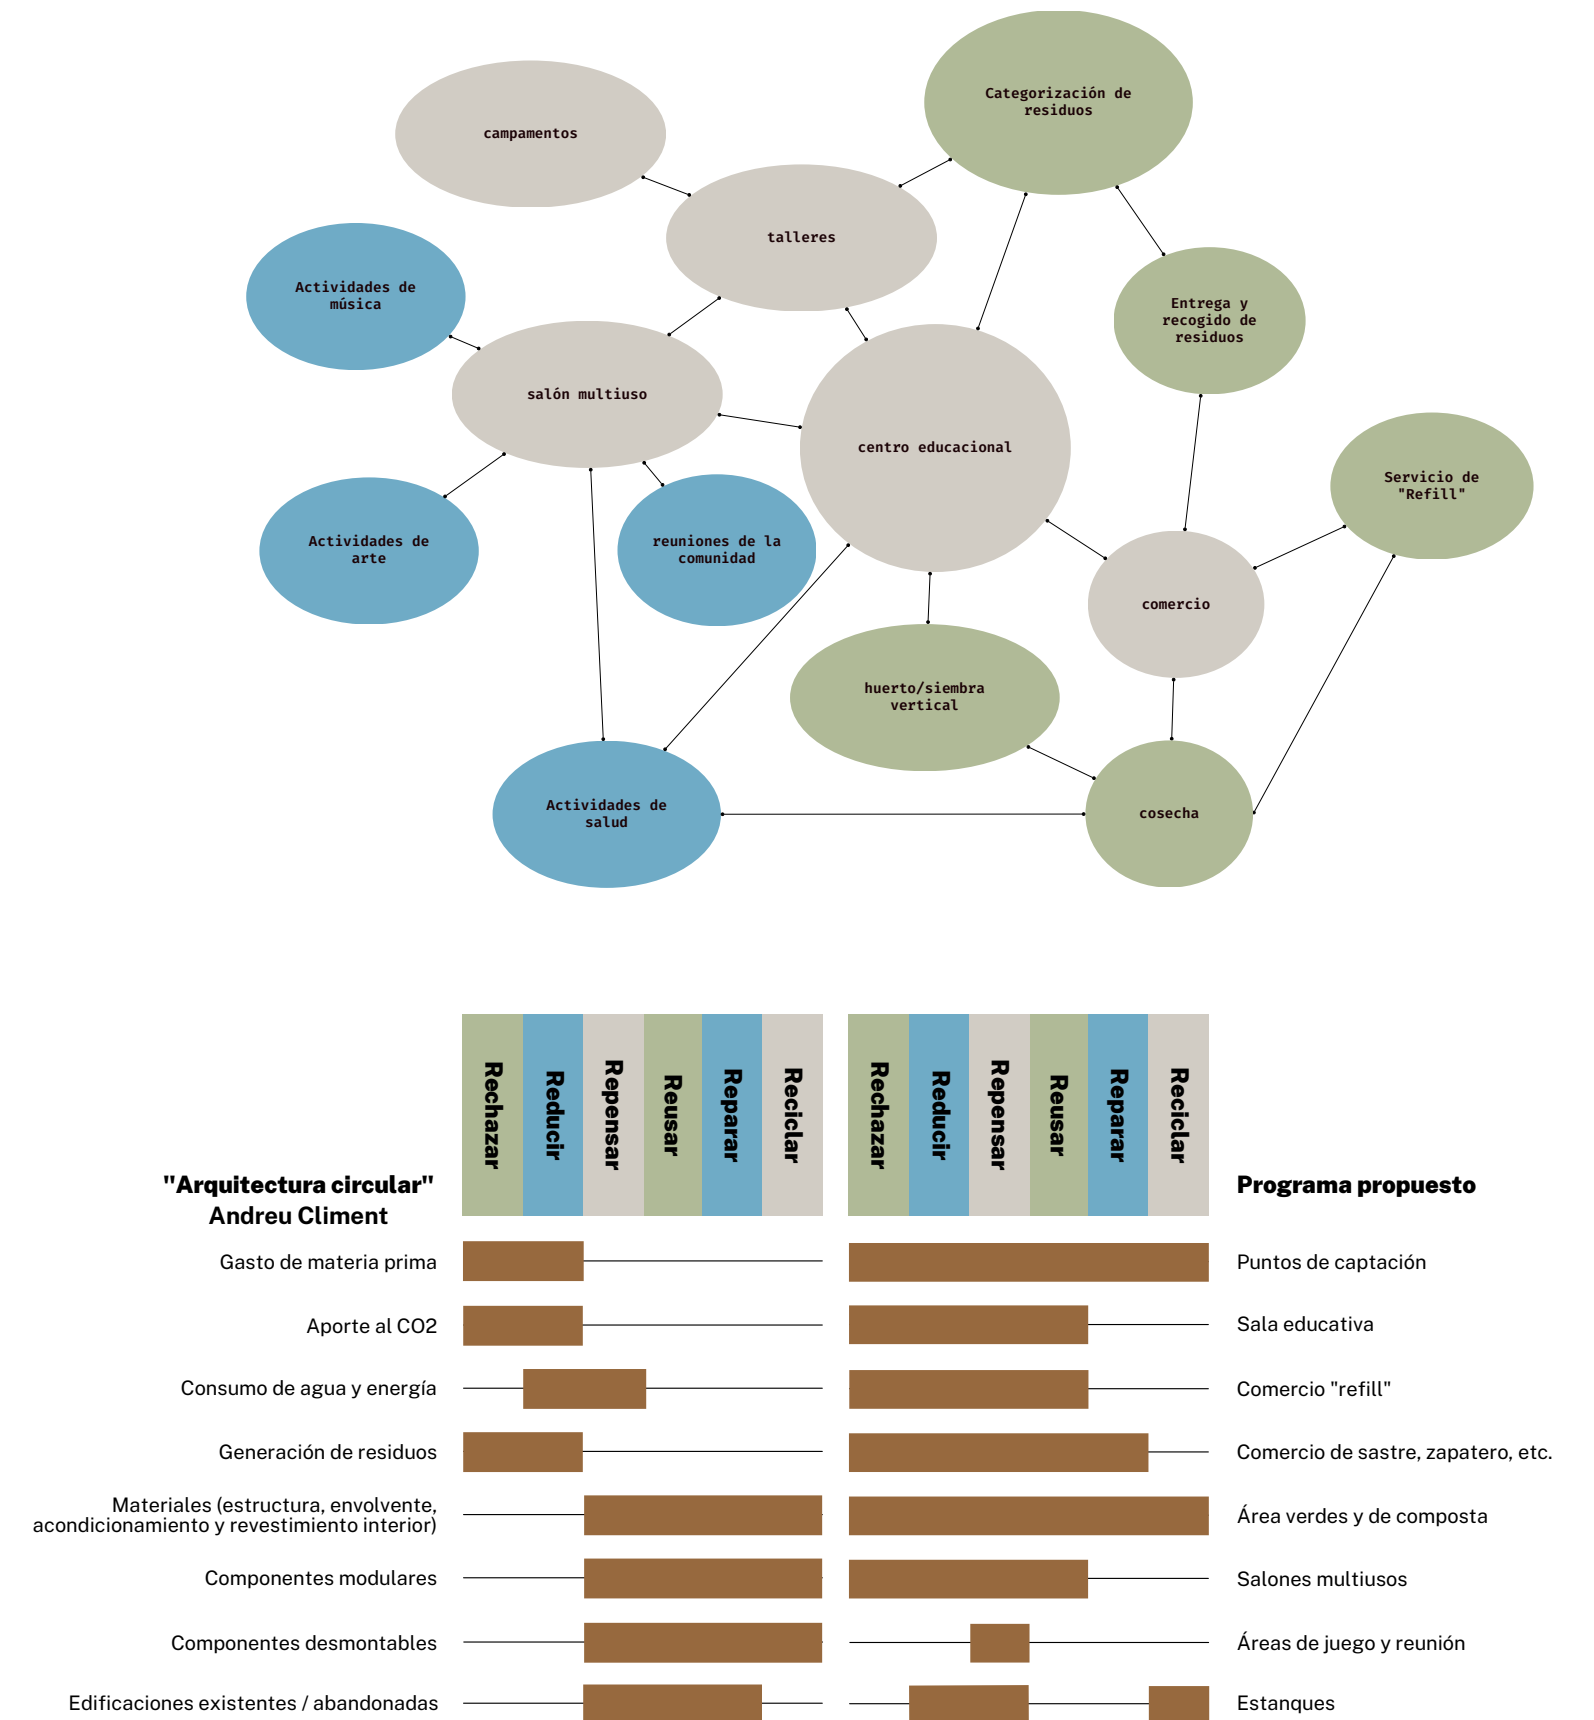 Categorización de
residuos
campamentos
talleres
Actividades de
música
Entrega y
recogido de
residuos
salón multiuso
centro educacional
Servicio de
"Refill"
Actividades de
arte
reuniones de la
comunidad
comercio
huerto/siembra
vertical
Actividades de
salud
cosecha
Rechazar
Reducir
Repensar
Reusar
Reparar
Reciclar
Rechazar
Reducir
Repensar
Reusar
Reparar
Reciclar
"Arquitectura circular"
Andreu Climent
Programa propuesto
Gasto de materia prima
Puntos de captación
Aporte al CO2
Sala educativa
Consumo de agua y energía
Comercio "refill"
Generación de residuos
Comercio de sastre, zapatero, etc.
Materiales (estructura, envolvente,
acondicionamiento y revestimiento interior)
Área verdes y de composta
Componentes modulares
Salones multiusos
Componentes desmontables
Áreas de juego y reunión
Edificaciones existentes / abandonadas
Estanques